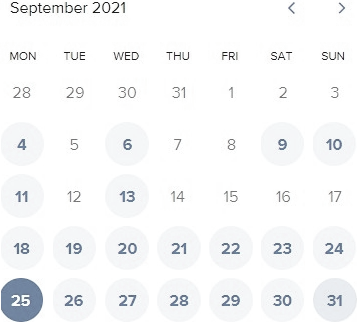 September 2021
MON TUE WED THU FRI SAT SUN
28 29 30 31 1 2 3
4 5 6 7 8 9 10
11 12 13 14 15 16 17
18 19 20 21 22 23 24
25 26 27 28 29 30 31